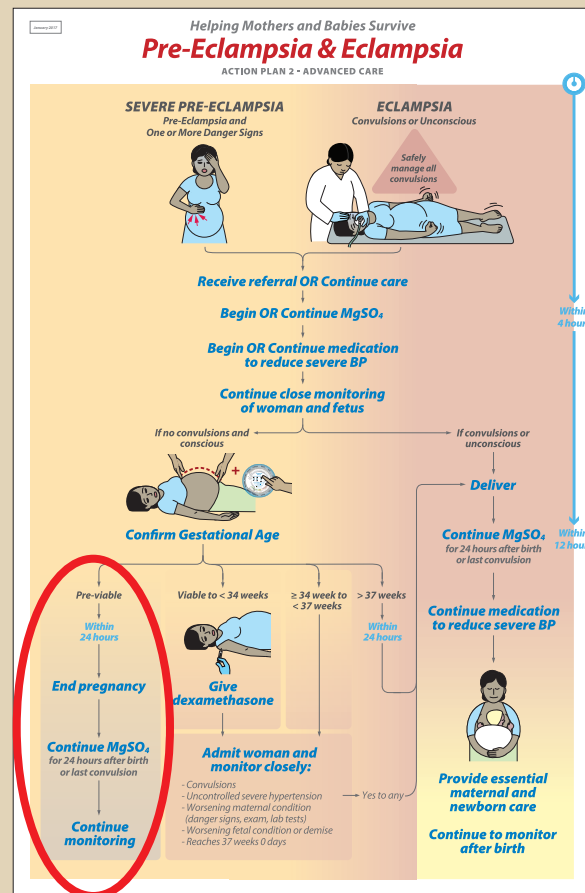 January 2017
Helping Mothers and Babies Survive
Pre-Eclampsia & Eclampsia
ACTION PLAN 2 - ADVANCED CARE
SEVERE PRE-ECLAMPSIA
Pre-Eclampsia and
One or More Danger Signs
ECLAMPSIA
Convulsions or Unconscious
Safely
manage all
convulsions
Receive referral OR Continue care
Begin OR Continue MgSO₄
Begin OR Continue medication
to reduce severe BP
Continue close monitoring
of woman and fetus
Within
4 hour
If no convulsions and
conscious
+
Confirm Gestational Age
Pre-viable
Within
24 hours
End pregnancy
Continue MgSO₄
for 24 hours after birth
or last convulsion
Continue
monitoring
Viable to < 34 weeks
Give
dexamethasone
≥ 34 week to
< 37 weeks
> 37 weeks
Within
24 hours
Admit woman and
monitor closely:
- Convulsions
- Uncontrolled severe hypertension
- Worsening maternal condition
(danger signs, exam, lab tests)
- Worsening fetal condition or demise
- Reaches 37 weeks 0 days
Yes to any
If convulsions or
unconscious
Deliver
Continue MgSO₄
for 24 hours after birth
or last convulsion
Within
12 hour
Continue medication
to reduce severe BP
Provide essential
maternal and
newborn care
Continue to monitor
after birth